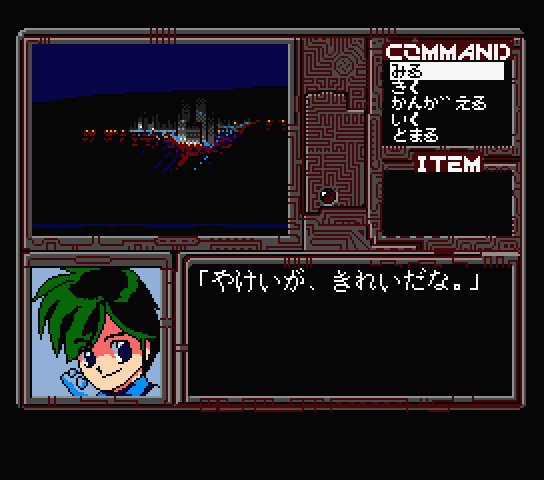 COMMAND
みる
きく
かんか゛える
いく
とまる
ITEM
「やけいが、きれいだな。」